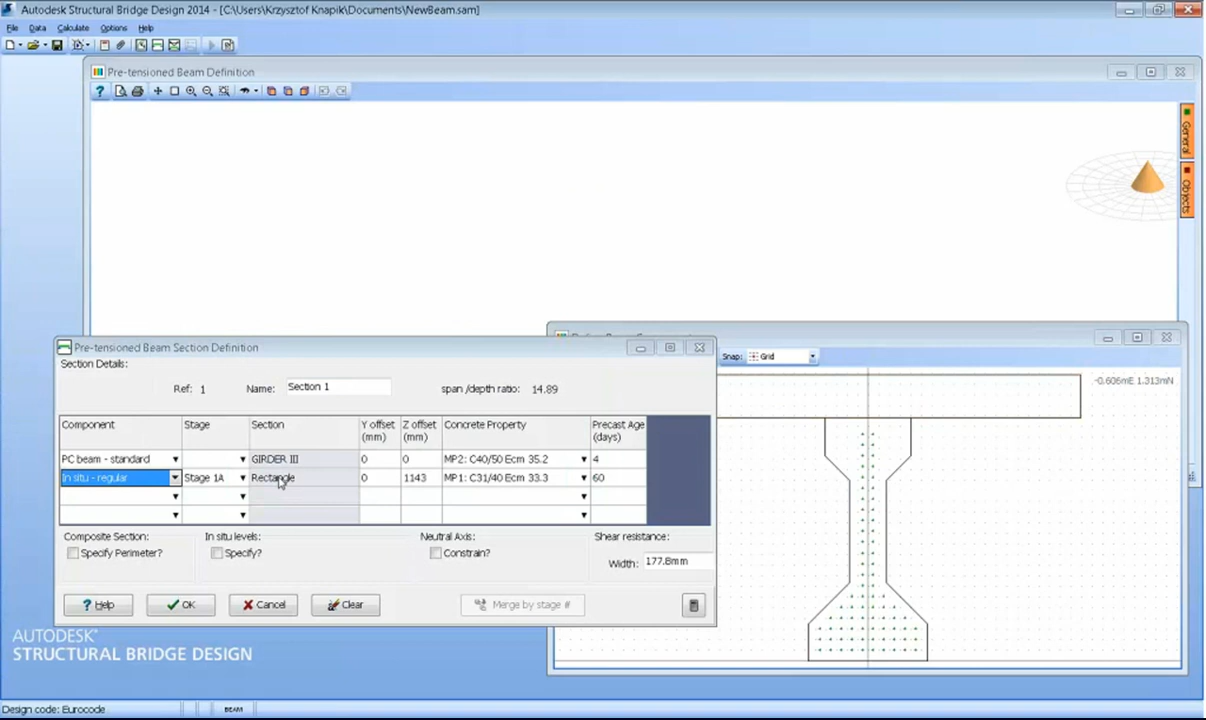 Autodesk Structural Bridge Design 2014 - [C:\Users\Krzysztof Knapik\Documents\NewBeam.sam]
File Data Calculate Options Help
Pre-tensioned Beam Definition
General
Objects
Pre-tensioned Beam Section Definition
Section Details:
Ref: 1 Name: Section 1 span /depth ratio: 14.89
Component Stage Section Y offset (mm) Z offset (mm) Concrete Property Precast Age (days)
PC beam - standard GIRDER III 0 0 MP2: C40/50 Ecm 35.2 4
In situ - regular Stage 1A Rectangle 0 1143 MP1: C31/40 Ecm 33.3 60
Composite Section: In situ levels: Neutral Axis: Shear resistance:
Specify Perimeter? Specify? Constrain? Width: 177.8mm
? Help OK Cancel Clear Merge by stage #
Snap: Grid
-0.606mE 1.313mN
AUTODESK®
STRUCTURAL BRIDGE DESIGN
Design code: Eurocode BEAM